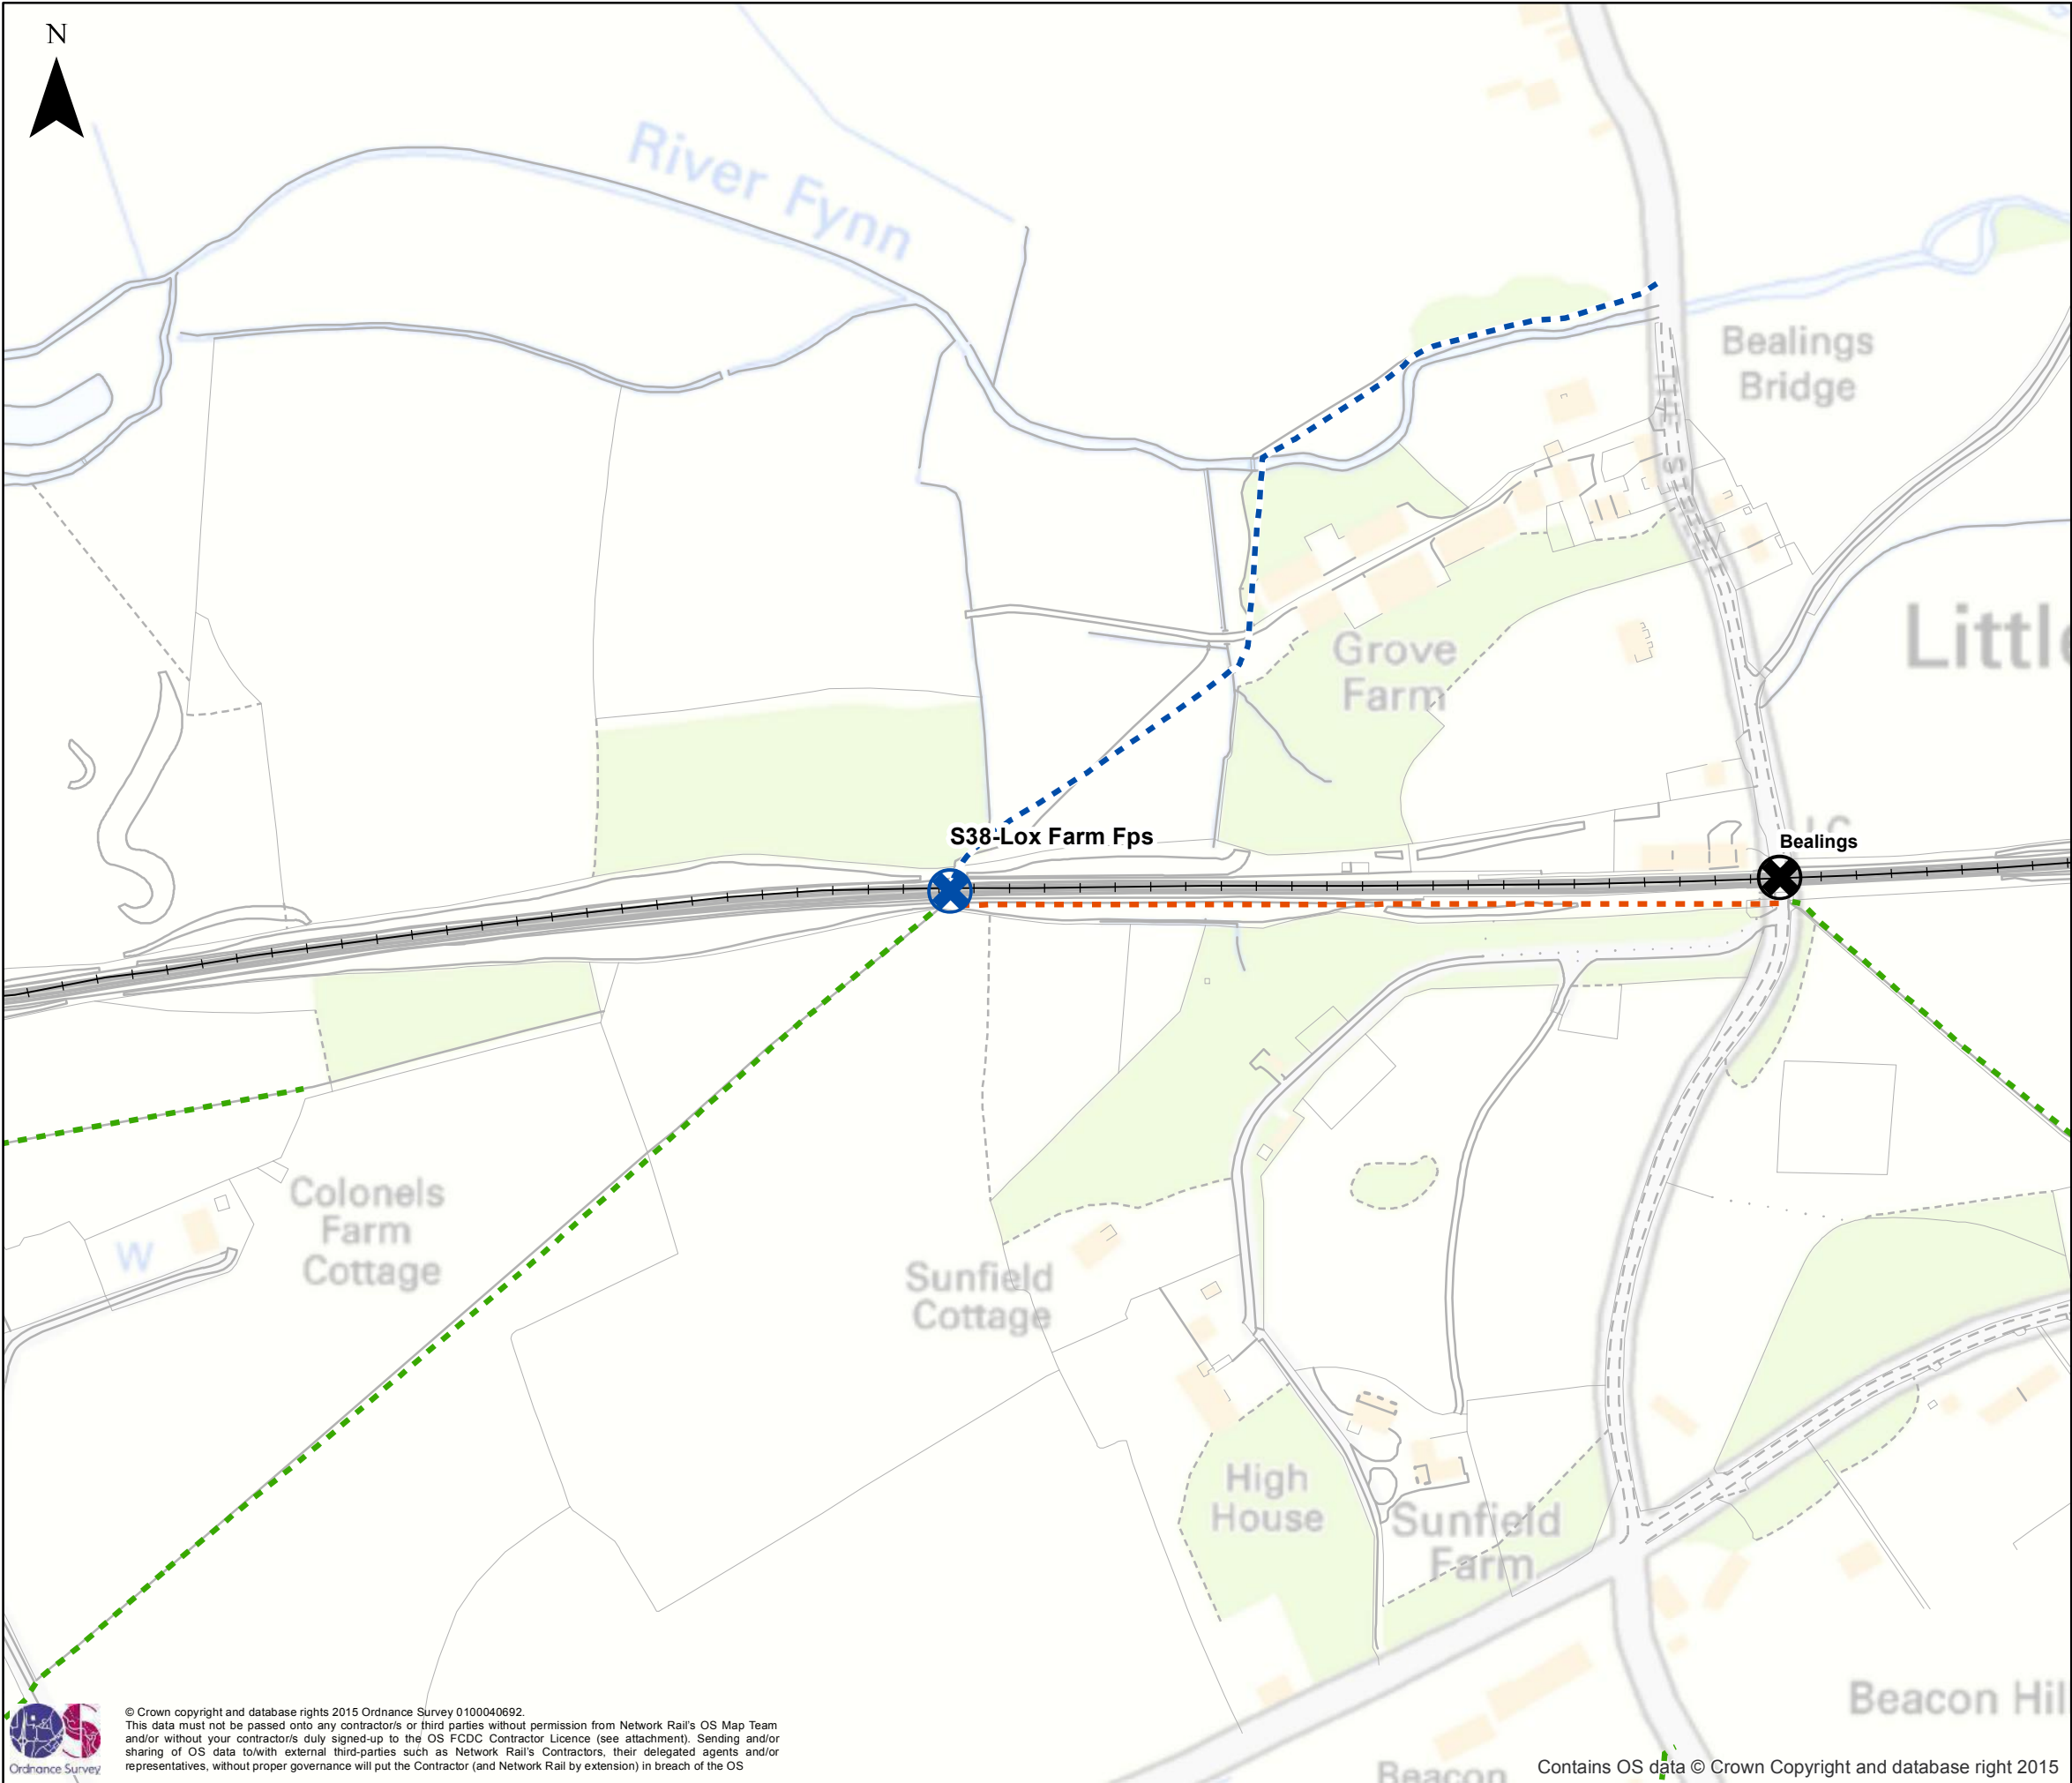 N
River Fynn
Bealings
Bridge
Little
Grove
Farm
S38-Lox Farm Fps
LC
Bealings
Colonels
Farm
Cottage
W
Sunfield
Cottage
High
House
Sunfield
Farm
Beacon Hil
Beacon
© Crown copyright and database rights 2015 Ordnance Survey 0100040692.
This data must not be passed onto any contractor/s or third parties without permission from Network Rail's OS Map Team
and/or without your contractor/s duly signed-up to the OS FCDC Contractor Licence (see attachment). Sending and/or
sharing of OS data to/with external third-parties such as Network Rail's Contractors, their delegated agents and/or
representatives, without proper governance will put the Contractor (and Network Rail by extension) in breach of the OS
Ordnance Survey
Contains OS data © Crown Copyright and database right 2015